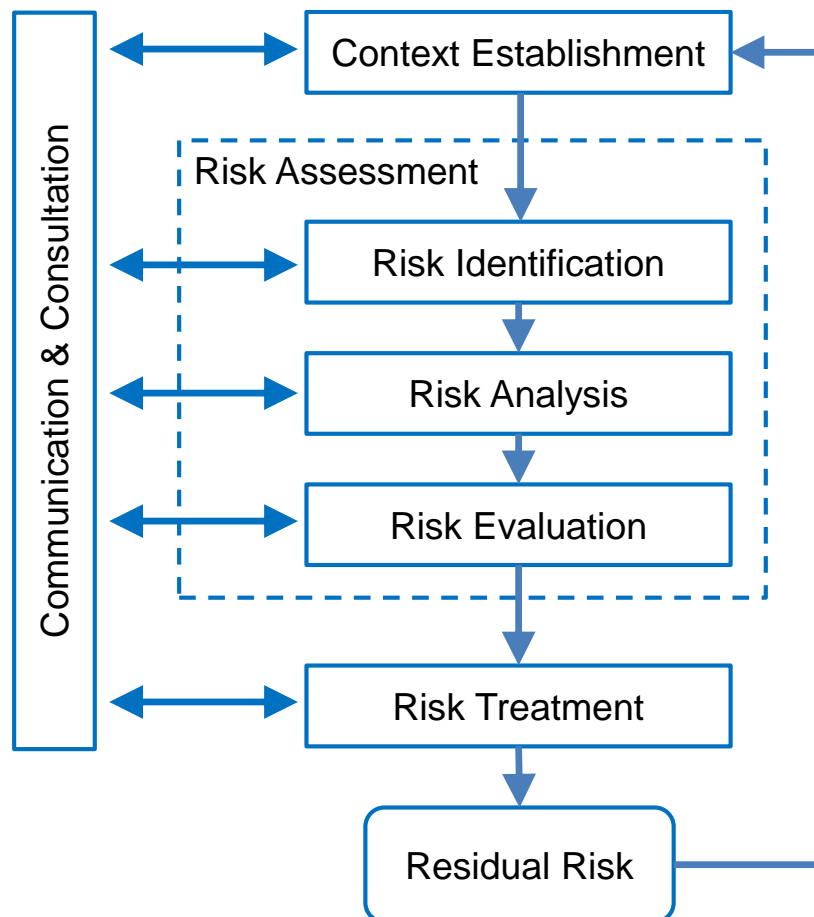 Communication & Consultation
Context Establishment
Risk Assessment
Risk Identification
Risk Analysis
Risk Evaluation
Risk Treatment
Residual Risk